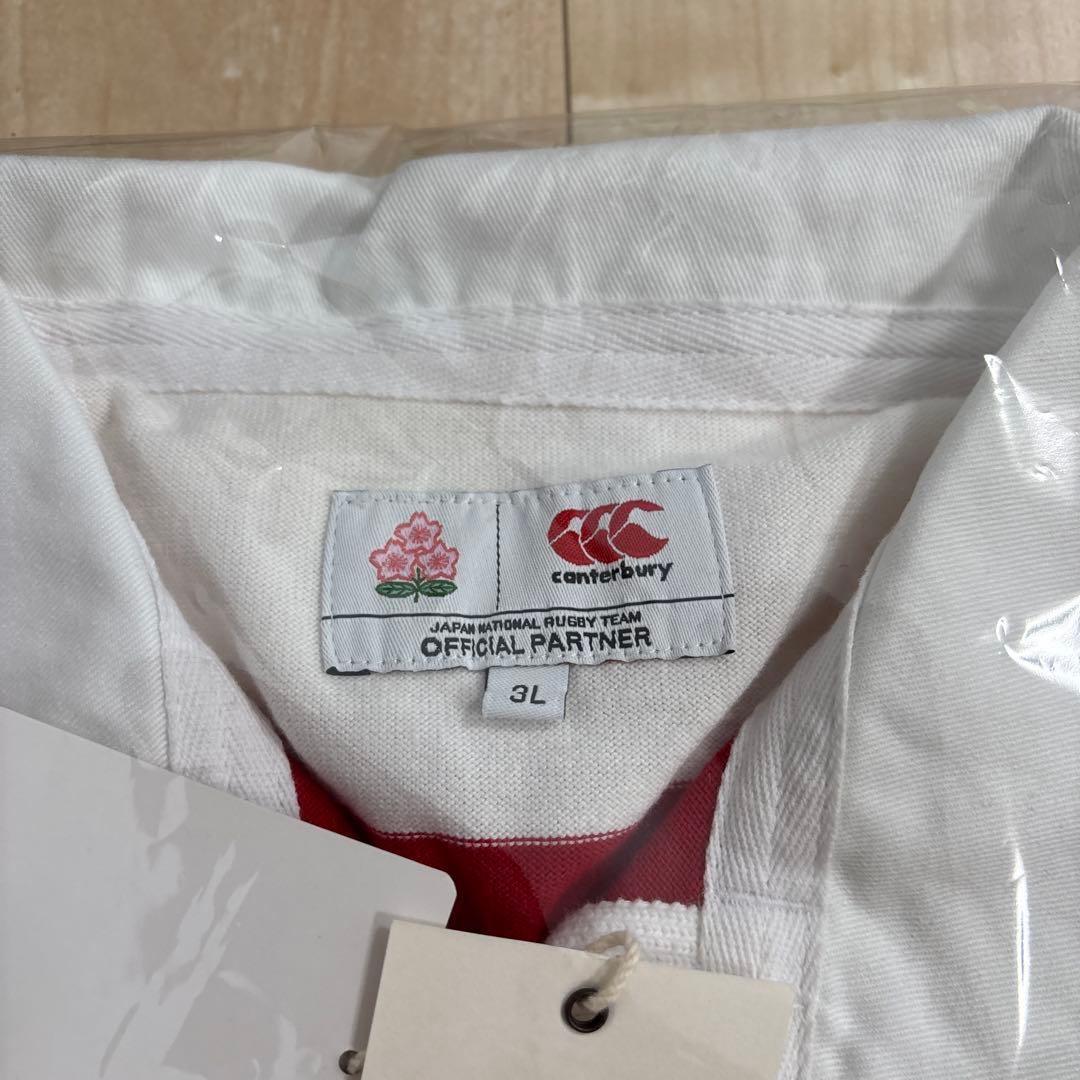 canterbury
JAPAN NATIONAL RUGBY TEAM
OFFICIAL PARTNER
3L